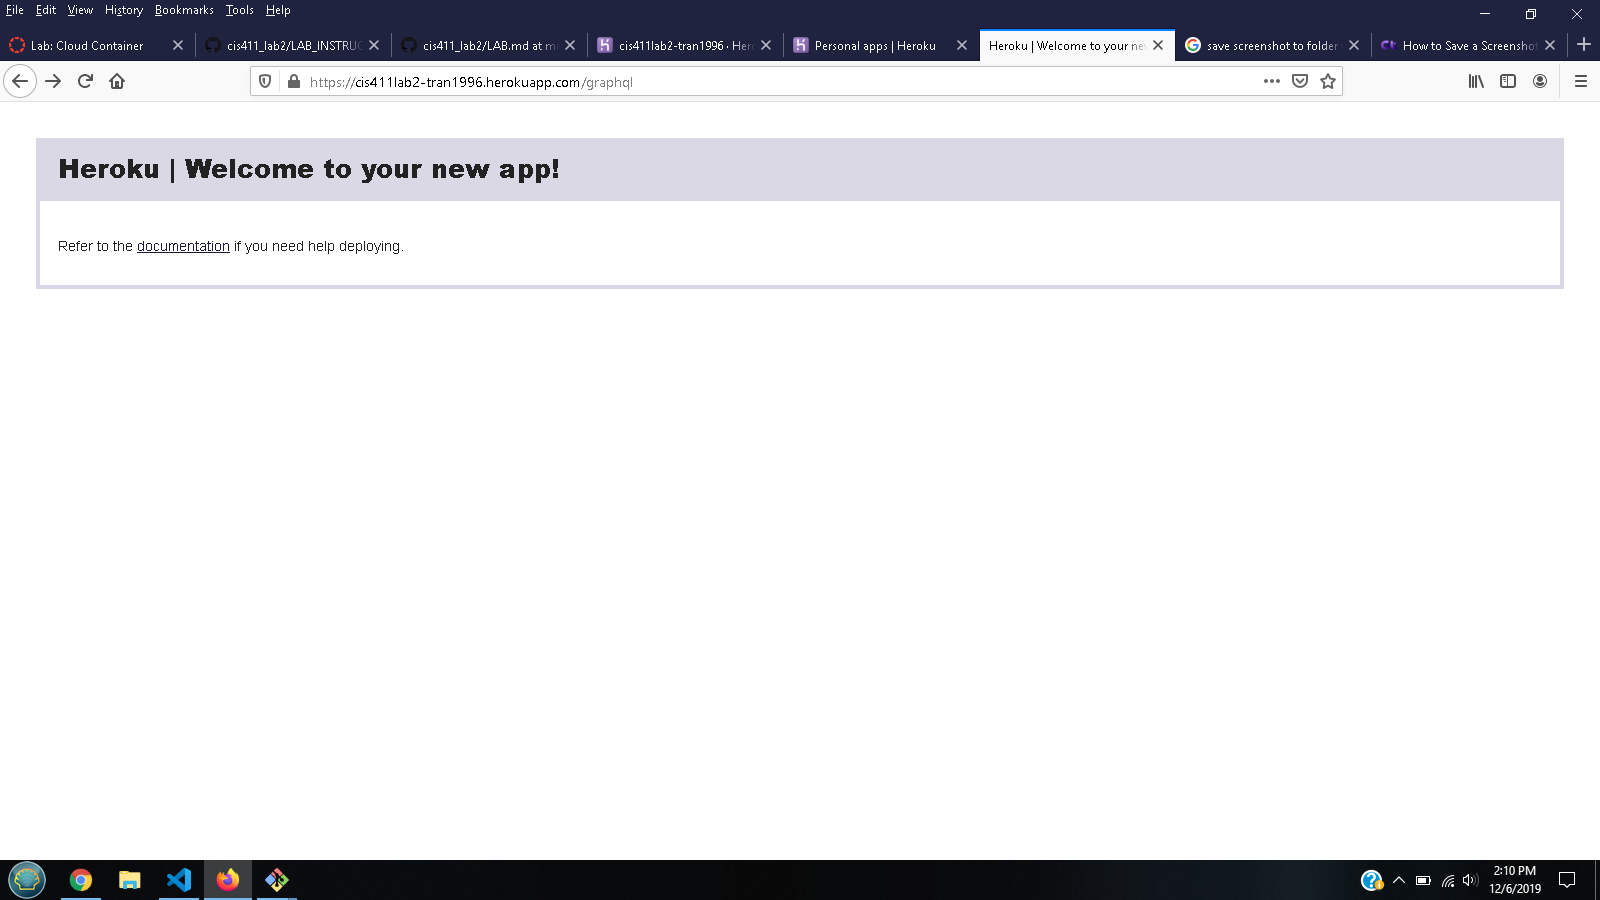 File Edit View History Bookmarks Tools Help
Lab: Cloud Container
cis411_lab2/LAB_INSTRUC
cis411_lab2/LAB.md at ma
cis411lab2-tran1996 · Her
Personal apps | Heroku
Heroku | Welcome to your new
save screenshot to folder
How to Save a Screenshot
https://cis411lab2-tran1996.herokuapp.com/graphql
Heroku | Welcome to your new app!
Refer to the documentation if you need help deploying.
2:10 PM
12/6/2019